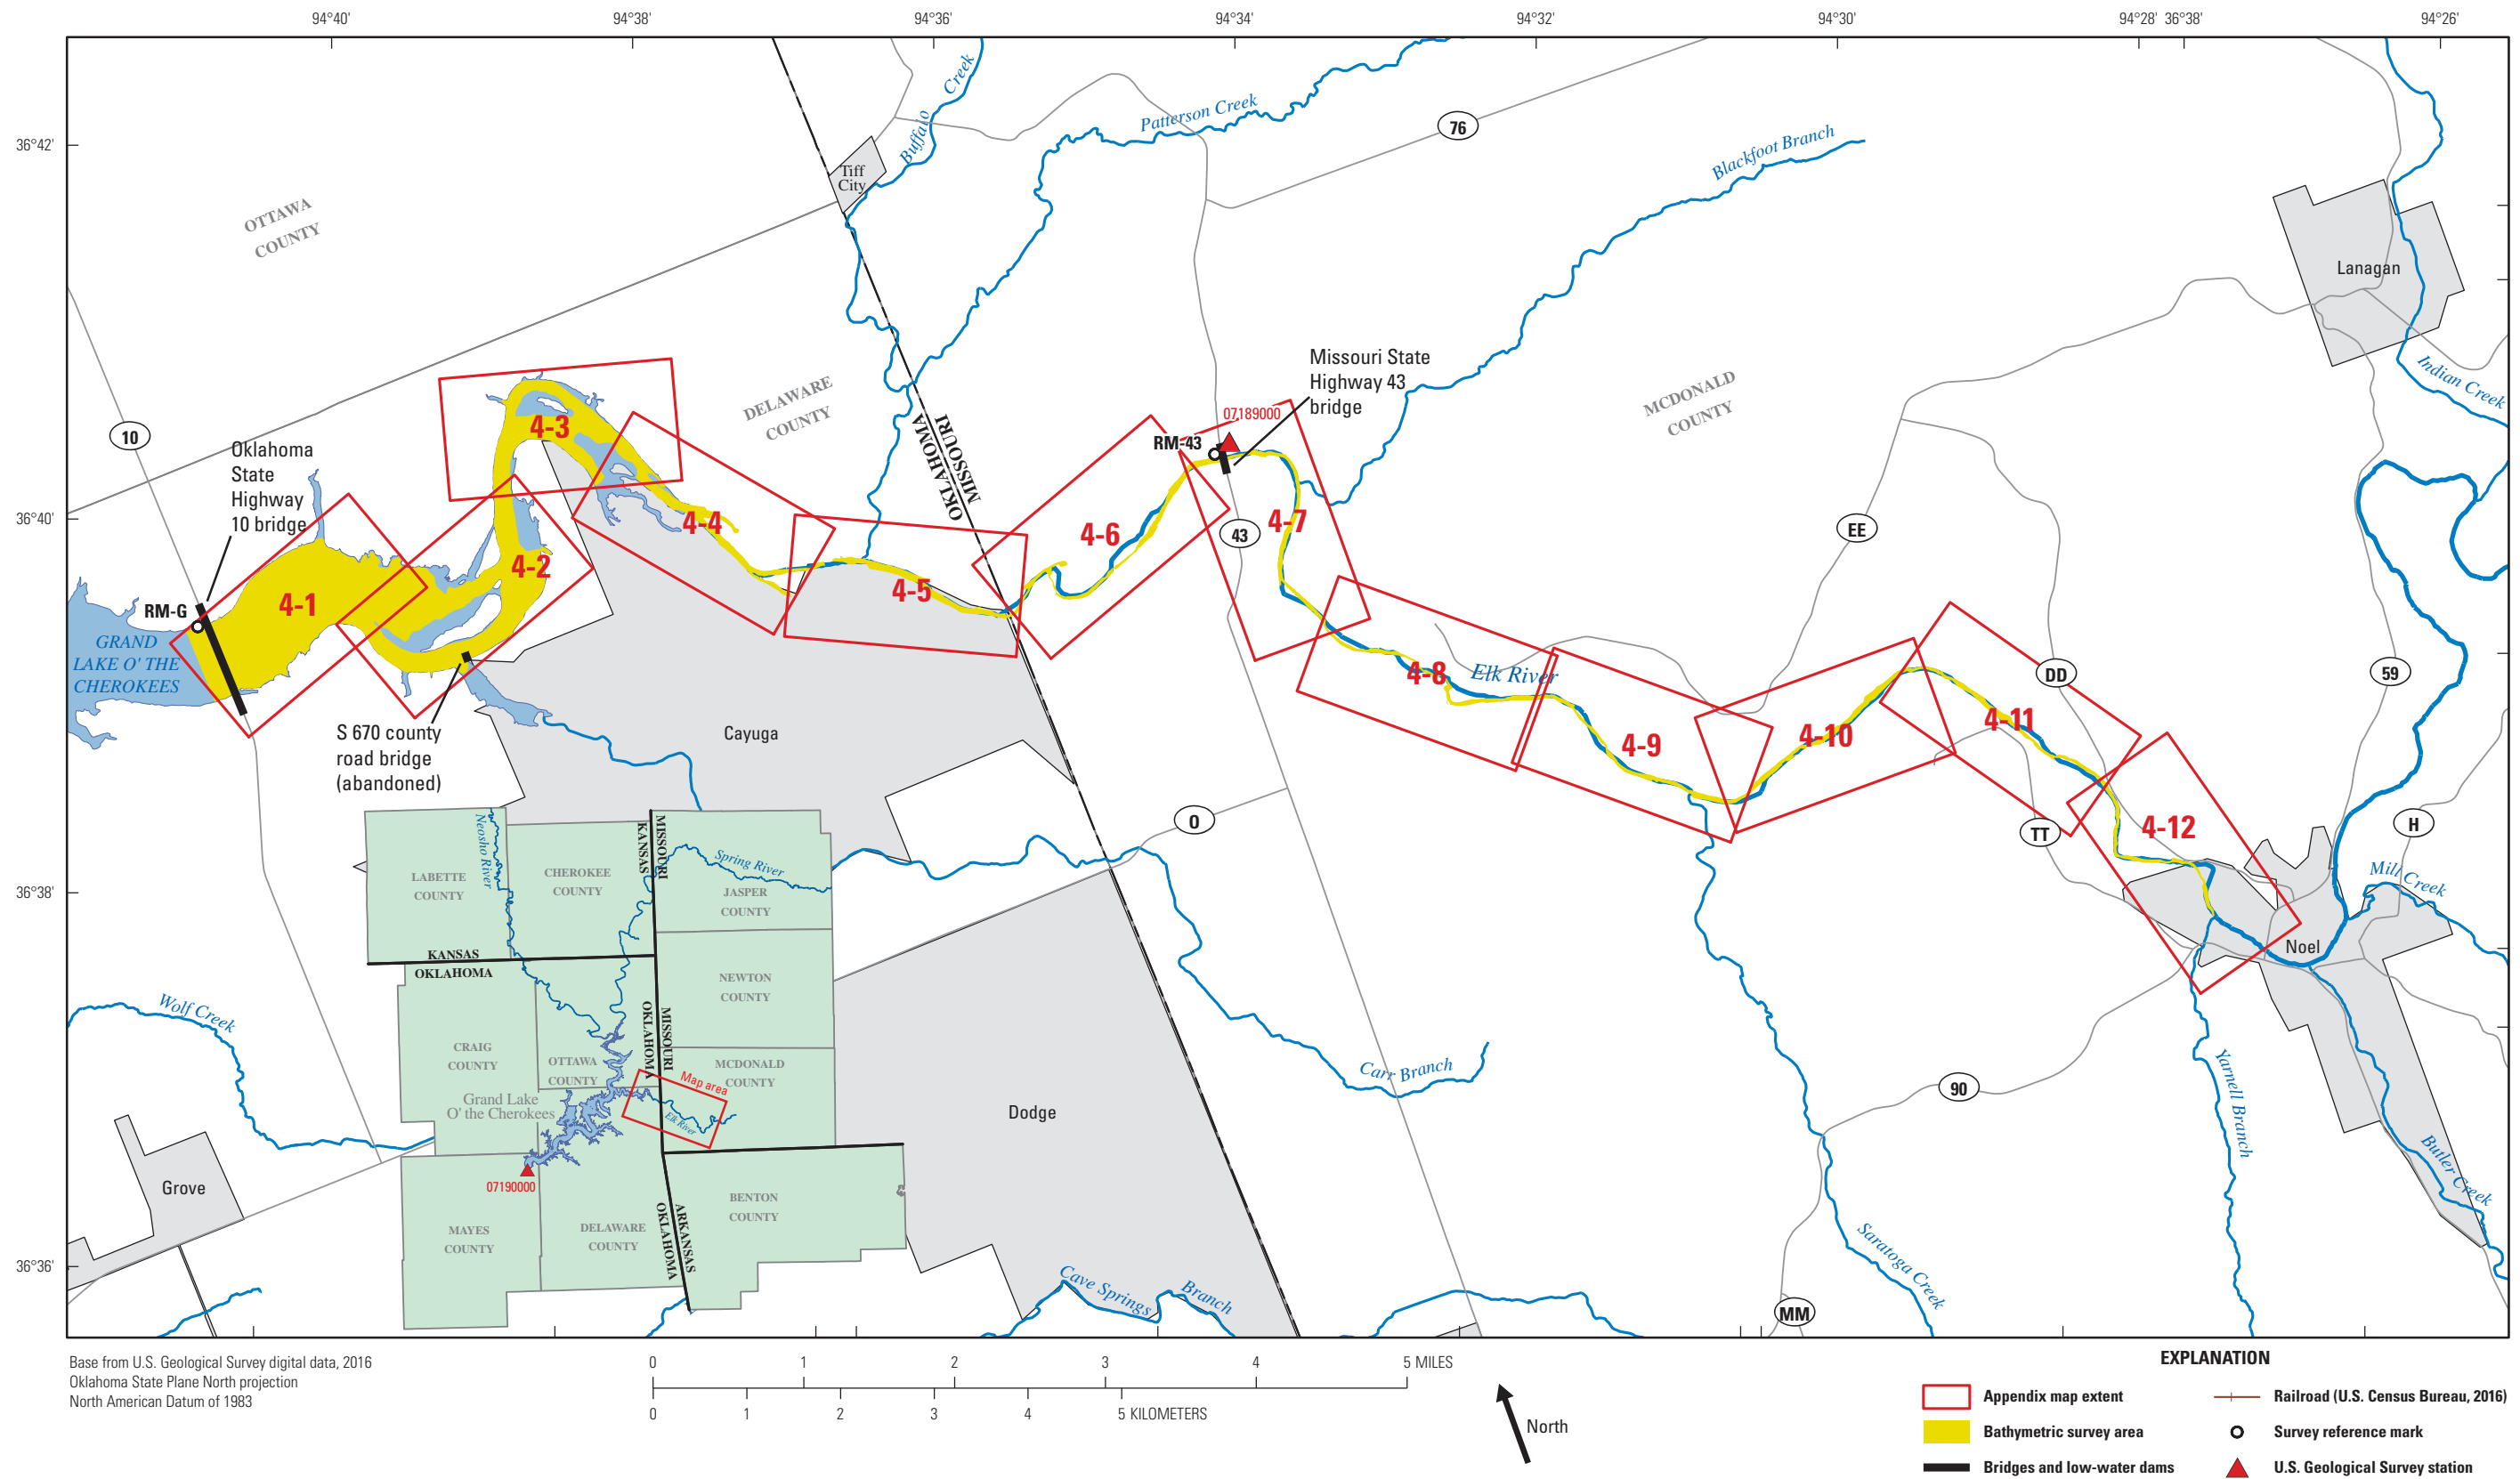 94°40'
94°38'
94°36'
94°34'
94°32'
94°30'
94°28'
36°38'
94°26'
36°42'
36°40'
36°38'
36°36'
Buffalo
Creek
Patterson Creek
76
Blackfoot Branch
Tiff
City
OTTAWA
COUNTY
Lanagan
Indian Creek
DELAWARE
COUNTY
OKLAHOMA
MISSOURI
Missouri State
Highway 43
bridge
07189000
RM-43
MCDONALD
COUNTY
10
Oklahoma
State
Highway
10 bridge
RM-G
GRAND
LAKE O' THE
CHEROKEES
4-1
4-2
4-3
4-4
4-5
4-6
4-7
4-8
4-9
4-10
4-11
4-12
43
EE
Elk River
DD
59
TT
H
S 670 county
road bridge
(abandoned)
Cayuga
O
Mill Creek
Noel
Wolf Creek
Carr Branch
90
Yarnell Branch
Butler Creek
Saratoga Creek
MM
Dodge
Grove
Cave Springs
Branch
Neosho River
LABETTE
COUNTY
CHEROKEE
COUNTY
KANSAS
MISSOURI
Spring River
JASPER
COUNTY
KANSAS
OKLAHOMA
NEWTON
COUNTY
CRAIG
COUNTY
OTTAWA
COUNTY
OKLAHOMA
MISSOURI
MCDONALD
COUNTY
Map area
Elk River
Grand Lake
O' the Cherokees
07190000
MAYES
COUNTY
DELAWARE
COUNTY
OKLAHOMA
ARKANSAS
BENTON
COUNTY
Base from U.S. Geological Survey digital data, 2016
Oklahoma State Plane North projection
North American Datum of 1983
0 1 2 3 4 5 MILES
0 1 2 3 4 5 KILOMETERS
North
EXPLANATION
Appendix map extent
Bathymetric survey area
Bridges and low-water dams
Railroad (U.S. Census Bureau, 2016)
Survey reference mark
U.S. Geological Survey station